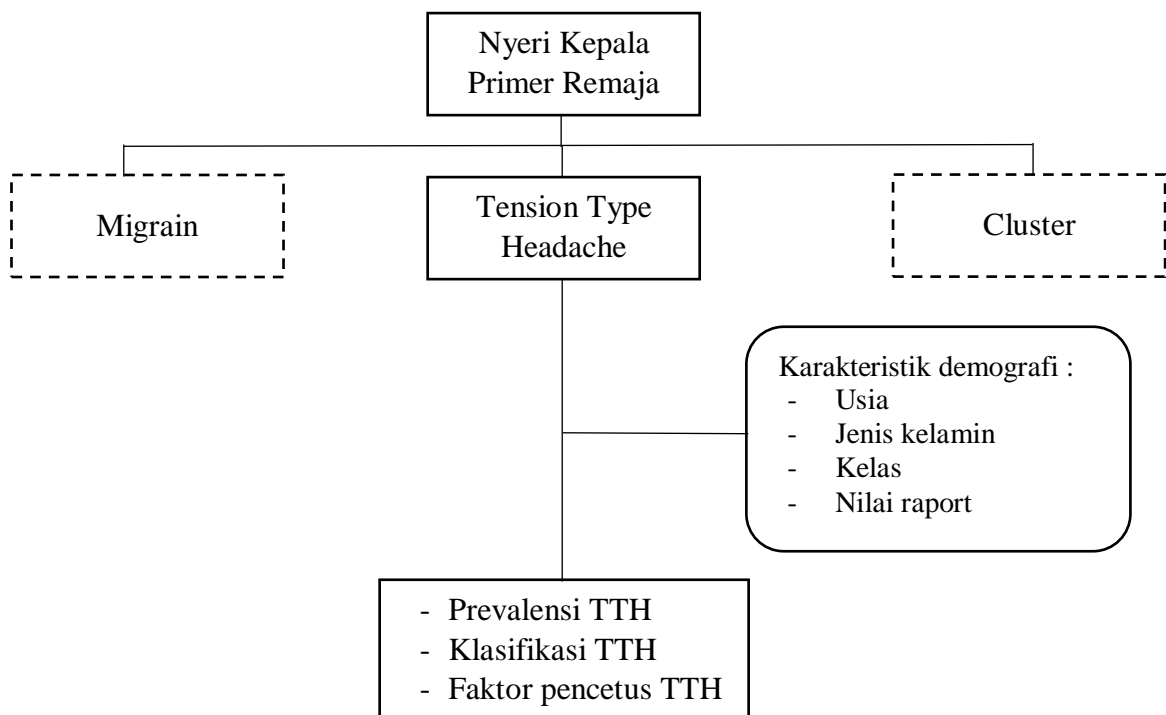 Nyeri Kepala
Primer Remaja
Migrain
Tension Type
Headache
Cluster
Karakteristik demografi :
- Usia
- Jenis kelamin
- Kelas
- Nilai raport
- Prevalensi TTH
- Klasifikasi TTH
- Faktor pencetus TTH